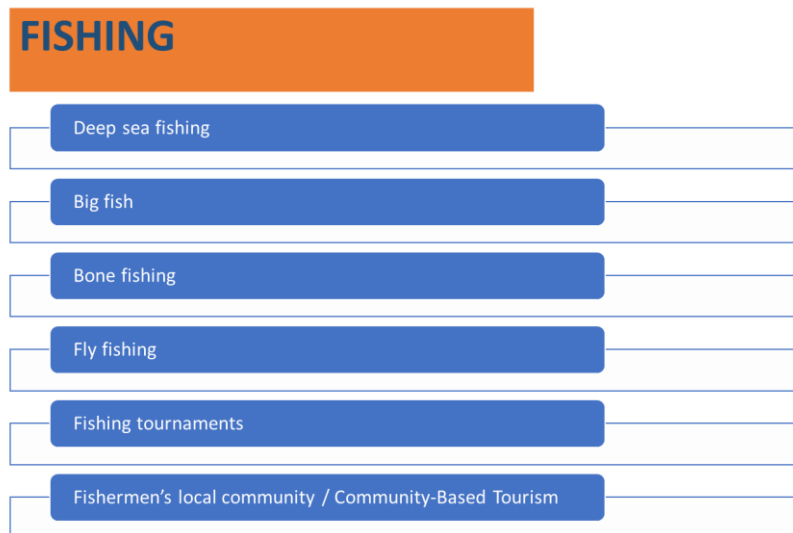 FISHING
Deep sea fishing
Big fish
Bone fishing
Fly fishing
Fishing tournaments
Fishermen’s local community / Community-Based Tourism